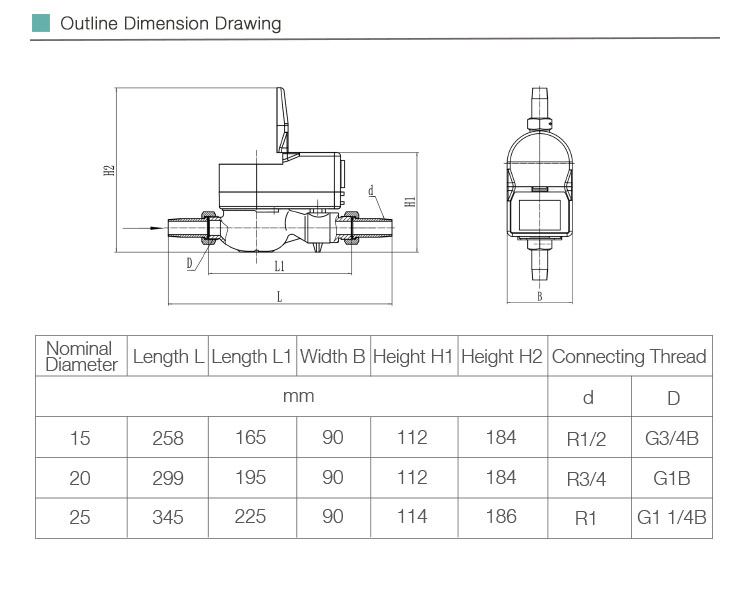 Outline Dimension Drawing
H2
H1
d
D
L1
L
B
Nominal Diameter Length L Length L1 Width B Height H1 Height H2 Connecting Thread
mm d D
15 258 165 90 112 184 R1/2 G3/4B
20 299 195 90 112 184 R3/4 G1B
25 345 225 90 114 186 R1 G1 1/4B